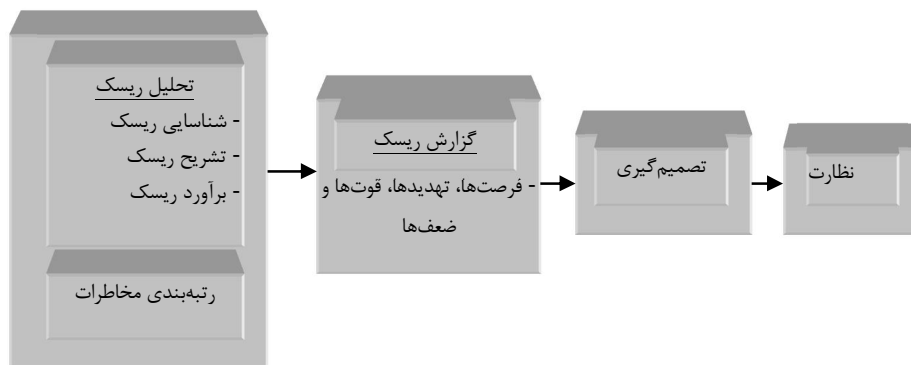 تحلیل ریسک
- شناسایی ریسک
- تشریح ریسک
- برآورد ریسک
رتبه‌بندی مخاطرات
گزارش ریسک
- فرصت‌ها، تهدیدها، قوت‌ها و
ضعف‌ها
تصمیم‌گیری
نظارت